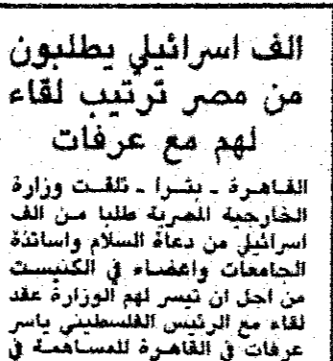 الف اسرائيلي يطلبون
من مصر ترتيب لقاء
لهم مع عرفات
القاهرة ـ بترا ـ تلقت وزارة
الخارجية المصرية طلبا من الف
اسرائيلي من دعاة السلام واساتذة
الجامعات واعضاء في الكنيست
من اجل ان تيسر لهم الوزارة عقد
لقاء مع الرئيس الفلسطيني ياسر
عرفات في القاهرة للمساهمة في